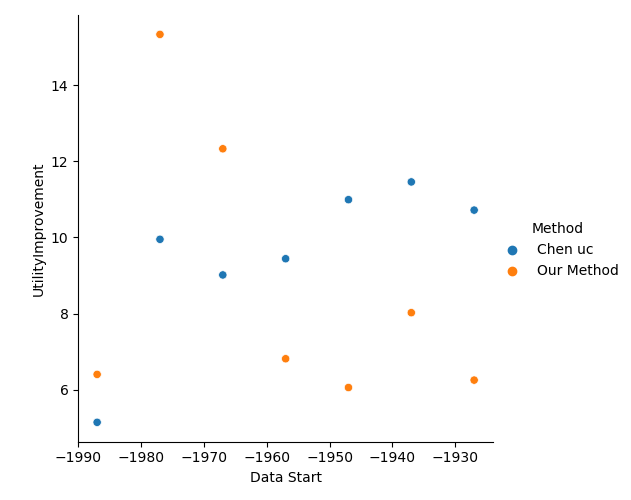 UtilityImprovement
14
12
10
8
6
−1990 −1980 −1970 −1960 −1950 −1940 −1930
Data Start
Method
Chen uc
Our Method